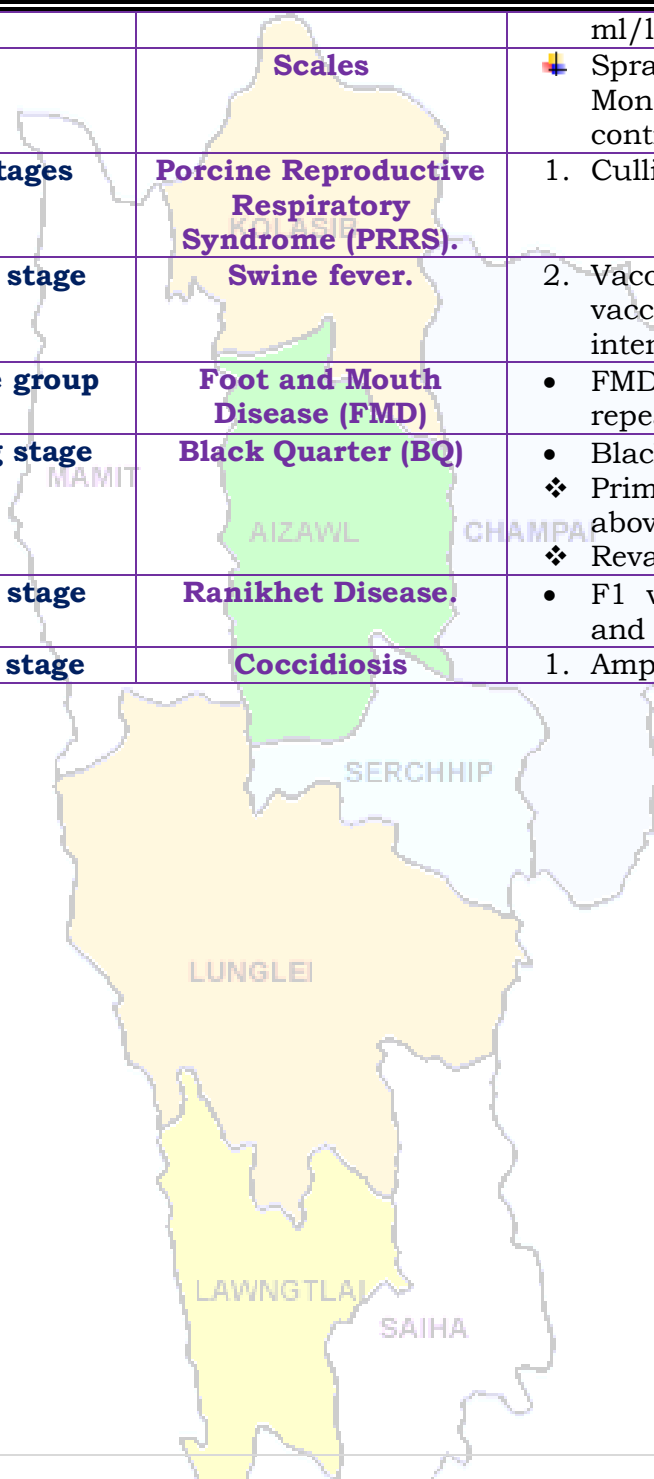 ml/l
Scales
Spra
Mon
cont
tages
Porcine Reproductive
Respiratory
Syndrome (PRRS).
1. Culli
KOLASIB
stage
Swine fever.
2. Vacc
vacc
inter
group
Foot and Mouth
Disease (FMD)
• FMD
repea
stage
Black Quarter (BQ)
• Blac
❖ Prim
abov
❖ Reva
MAMIT
AIZAWL
CHAMPAI
stage
Ranikhet Disease.
• F1 v
and
stage
Coccidiosis
1. Amp
SERCHHIP
LUNGLEI
LAWNGTLAI
SAIHA